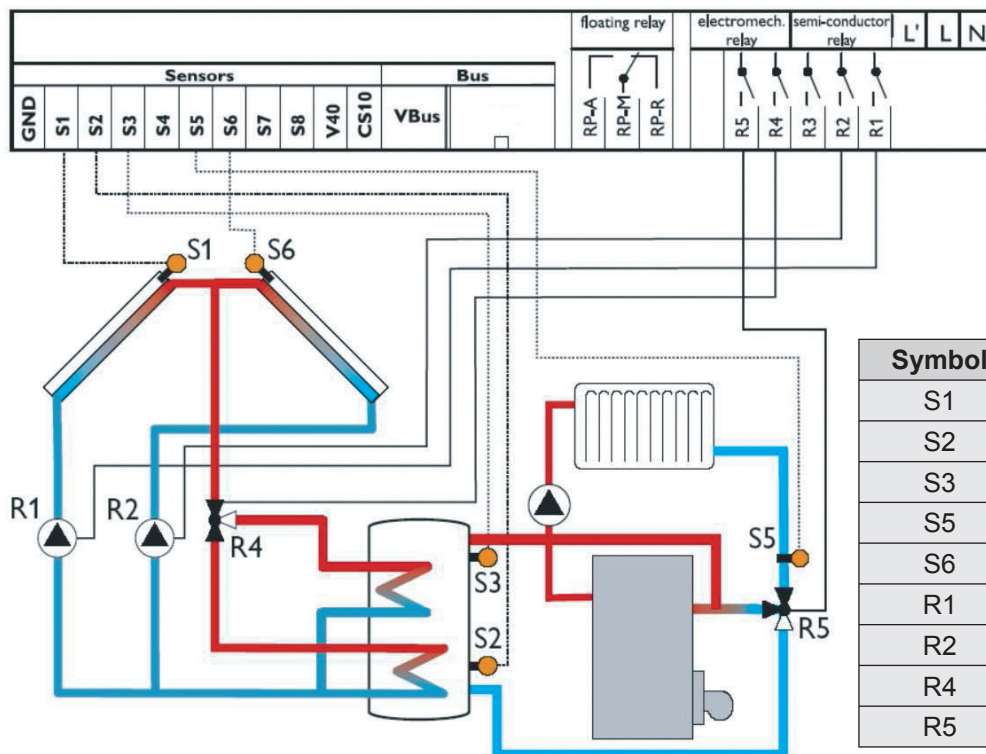 floating relay
electromech. relay
semi-conductor relay
L' L N
Sensors
Bus
GND S1 S2 S3 S4 S5 S6 S7 S8 V40 CS10
VBus
RP-A RP-M RP-R
R5 R4 R3 R2 R1
S1 S6
R1 R2 R4
S3
S2
S5
R5
Symbol
S1
S2
S3
S5
S6
R1
R2
R4
R5